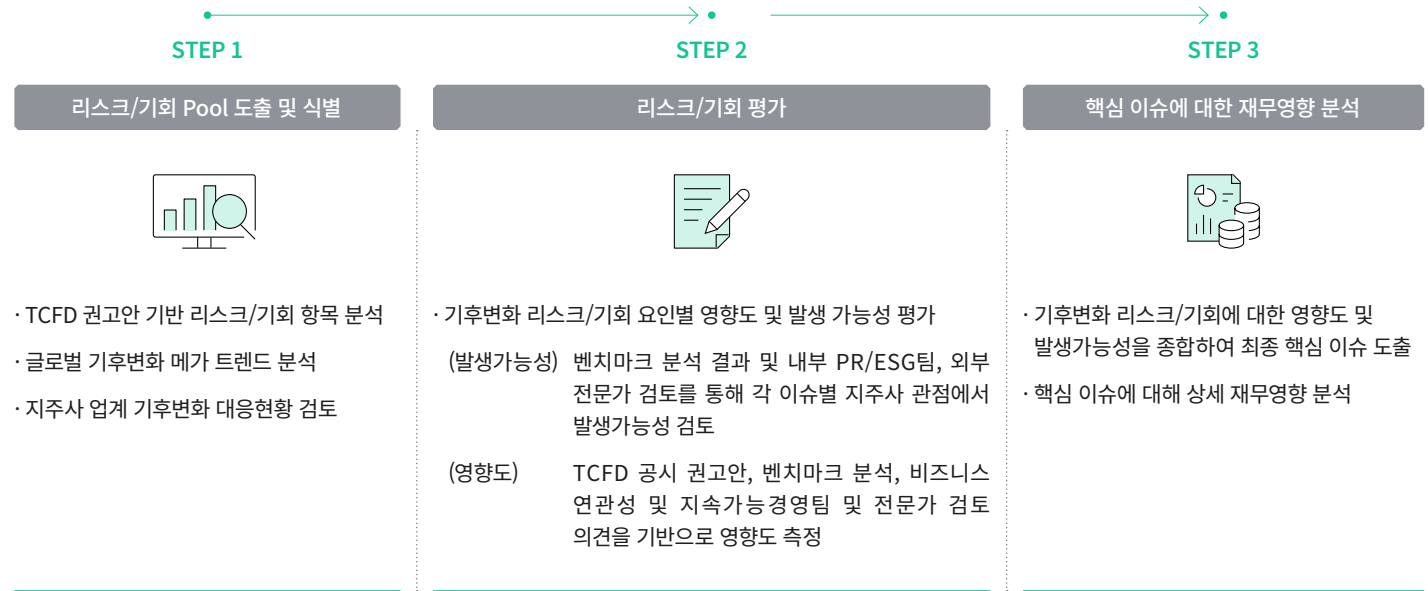 STEP 1
리스크/기회 Pool 도출 및 식별
· TCFD 권고안 기반 리스크/기회 항목 분석
· 글로벌 기후변화 메가 트렌드 분석
· 지주사 업계 기후변화 대응현황 검토
STEP 2
리스크/기회 평가
· 기후변화 리스크/기회 요인별 영향도 및 발생 가능성 평가
(발생가능성) 벤치마크 분석 결과 및 내부 PR/ESG팀, 외부
전문가 검토를 통해 각 이슈별 지주사 관점에서
발생가능성 검토
(영향도) TCFD 공시 권고안, 벤치마크 분석, 비즈니스
연관성 및 지속가능경영팀 및 전문가 검토
의견을 기반으로 영향도 측정
STEP 3
핵심 이슈에 대한 재무영향 분석
· 기후변화 리스크/기회에 대한 영향도 및
발생가능성을 종합하여 최종 핵심 이슈 도출
· 핵심 이슈에 대해 상세 재무영향 분석